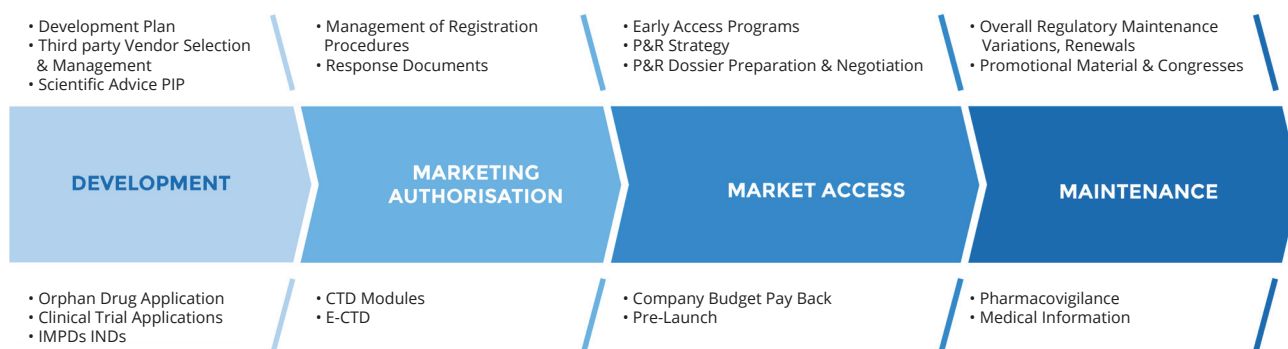 • Development Plan
• Third party Vendor Selection
& Management
• Scientific Advice PIP
• Management of Registration
Procedures
• Response Documents
• Early Access Programs
• P&R Strategy
• P&R Dossier Preparation & Negotiation
• Overall Regulatory Maintenance
Variations, Renewals
• Promotional Material & Congresses
DEVELOPMENT
MARKETING
AUTHORISATION
MARKET ACCESS
MAINTENANCE
• Orphan Drug Application
• Clinical Trial Applications
• IMPDs INDs
• CTD Modules
• E-CTD
• Company Budget Pay Back
• Pre-Launch
• Pharmacovigilance
• Medical Information